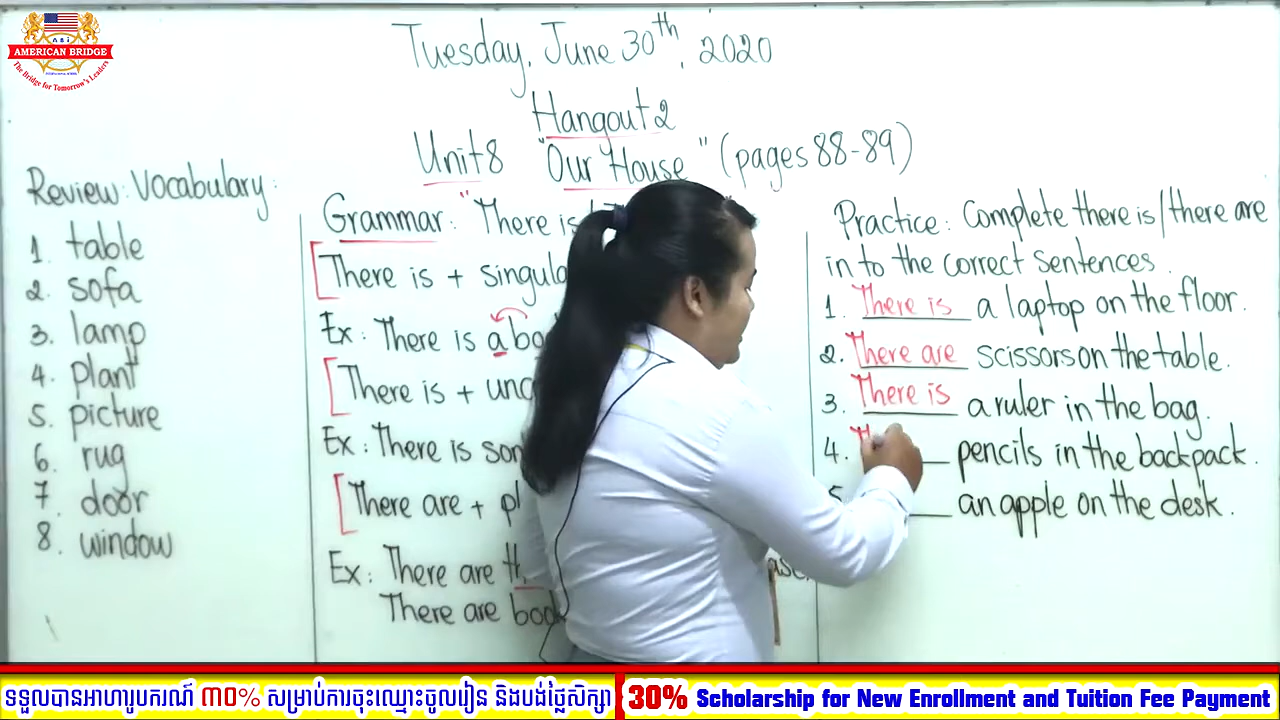 AMERICAN BRIDGE
The Bridge for Tomorrow's Leaders
Tuesday, June 30th, 2020
Hangout 2
Unit 8 "Our House" (pages 88-89)
Review: Vocabulary:
1. table
2. sofa
3. lamp
4. plant
5. picture
6. rug
7. door
8. window
Grammar: "There is
There is + singula
Ex: There is a boo
There is + unc
Ex: There is som
There are + pl
Ex: There are th
There are boo
Practice: Complete there is/there are
in to the correct sentences.
1. There is a laptop on the floor.
2. There are scissors on the table.
3. There is a ruler in the bag.
4. Th pencils in the backpack.
5. an apple on the desk.
ទទួលបានអាហារូបករណ៍ ៣០% សម្រាប់ការចុះឈ្មោះចូលរៀន និងបង់ថ្លៃសិក្សា
30% Scholarship for New Enrollment and Tuition Fee Payment